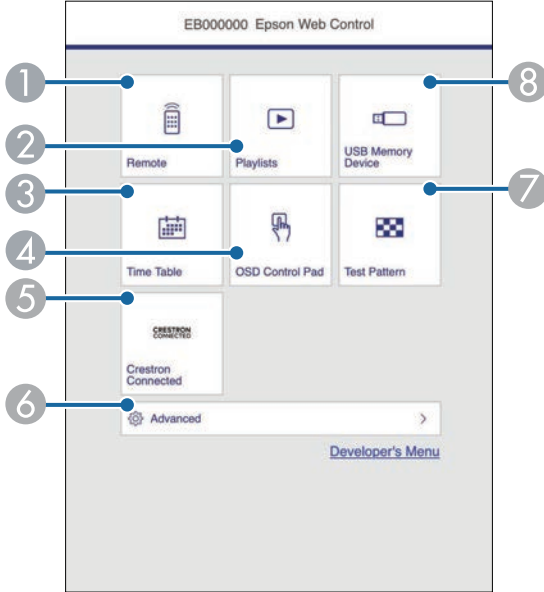 EB000000 Epson Web Control
1
8
2
Remote
Playlists
USB Memory
Device
3
7
4
Time Table
OSD Control Pad
Test Pattern
5
CRESTRON
CONNECTED
Crestron
Connected
6
Advanced
Developer's Menu